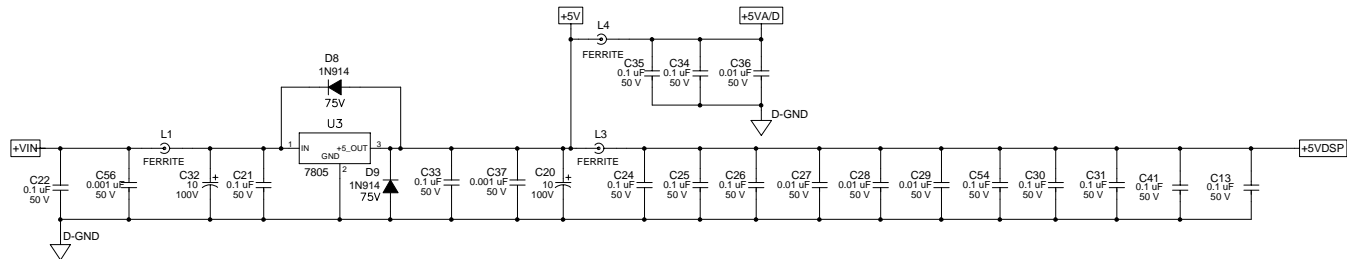 +5V
L4
FERRITE
+5VA/D
C35
0.1 uF
50 V
C34
0.1 uF
50 V
C36
0.01 uF
50 V
D-GND
D8
1N914
75V
U3
1
IN
+5_OUT
3
GND
2
7805
+VIN
L1
FERRITE
L3
FERRITE
+5VDSP
C22
0.1 uF
50 V
C56
0.001 uF
50V
C32
10
100V
+
C21
0.1 uF
50V
D9
1N914
75V
C33
0.1 uF
50V
C37
0.001 uF
50V
C20
10
100V
+
C24
0.1 uF
50 V
C25
0.1 uF
50 V
C26
0.1 uF
50 V
C27
0.01 uF
50 V
C28
0.01 uF
50 V
C29
0.01 uF
50 V
C54
0.1 uF
50 V
C30
0.1 uF
50 V
C31
0.1 uF
50 V
C41
0.1 uF
50 V
C13
0.1 uF
50 V
D-GND